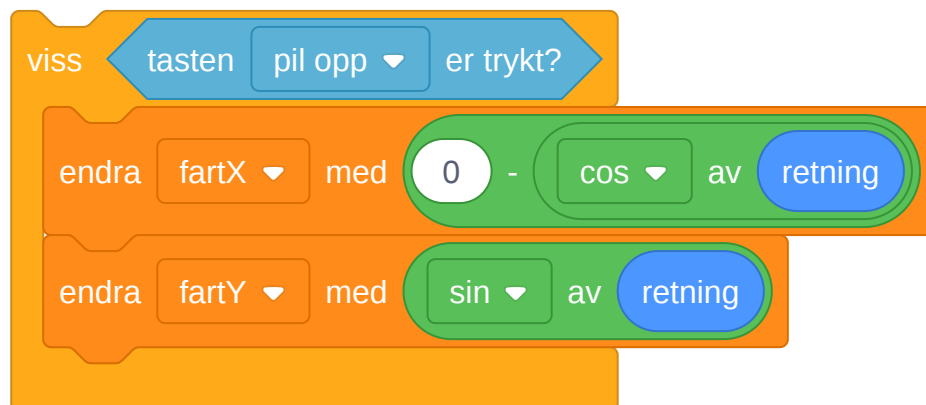 viss tasten pil opp er trykt?
endra fartX med 0 - cos av retning
endra fartY med sin av retning